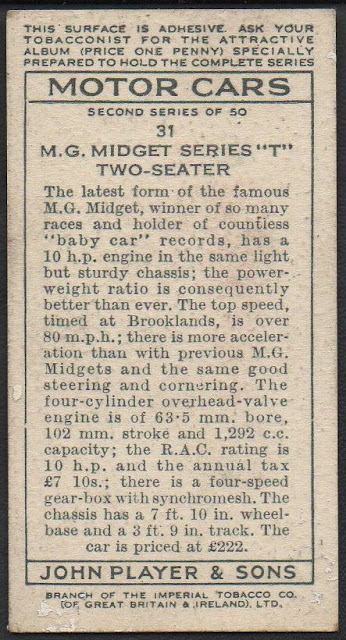 THIS SURFACE IS ADHESIVE. ASK YOUR
TOBACCONIST FOR THE ATTRACTIVE
ALBUM (PRICE ONE PENNY) SPECIALLY
PREPARED TO HOLD THE COMPLETE SERIES
MOTOR CARS
SECOND SERIES OF 50
31
M.G. MIDGET SERIES "T"
TWO-SEATER
The latest form of the famous
M.G. Midget, winner of so many
races and holder of countless
"baby car" records, has a
10 h.p. engine in the same light
but sturdy chassis; the power-
weight ratio is consequently
better than ever. The top speed,
timed at Brooklands, is over
80 m.p.h.; there is more acceler-
ation than with previous M.G.
Midgets and the same good
steering and cornering. The
four-cylinder overhead-valve
engine is of 63·5 mm. bore,
102 mm. stroke and 1,292 c.c.
capacity; the R.A.C. rating is
10 h.p. and the annual tax
£7 10s.; there is a four-speed
gear-box with synchromesh. The
chassis has a 7 ft. 10 in. wheel-
base and a 3 ft. 9 in. track. The
car is priced at £222.
JOHN PLAYER & SONS
BRANCH OF THE IMPERIAL TOBACCO CO.
(OF GREAT BRITAIN & IRELAND), LTD.